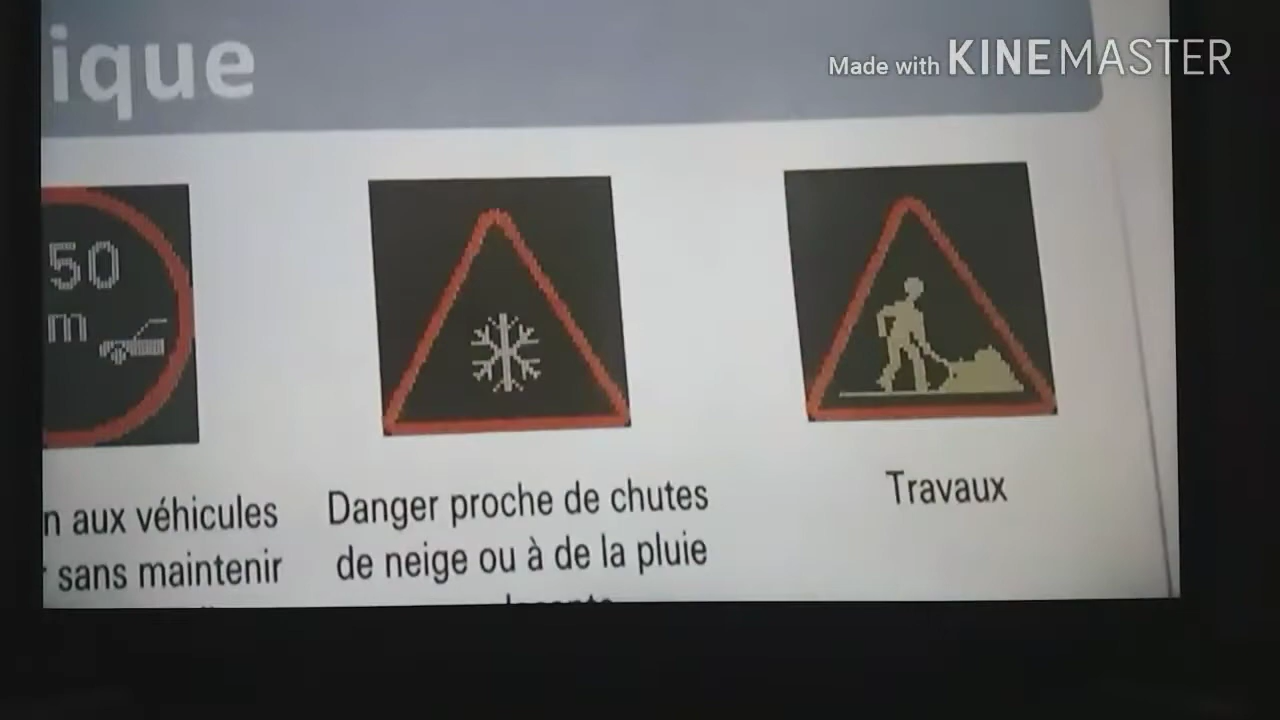 ique
Made with KINEMASTER
50
m
n aux véhicules
sans maintenir
Danger proche de chutes
de neige ou à de la pluie
Travaux